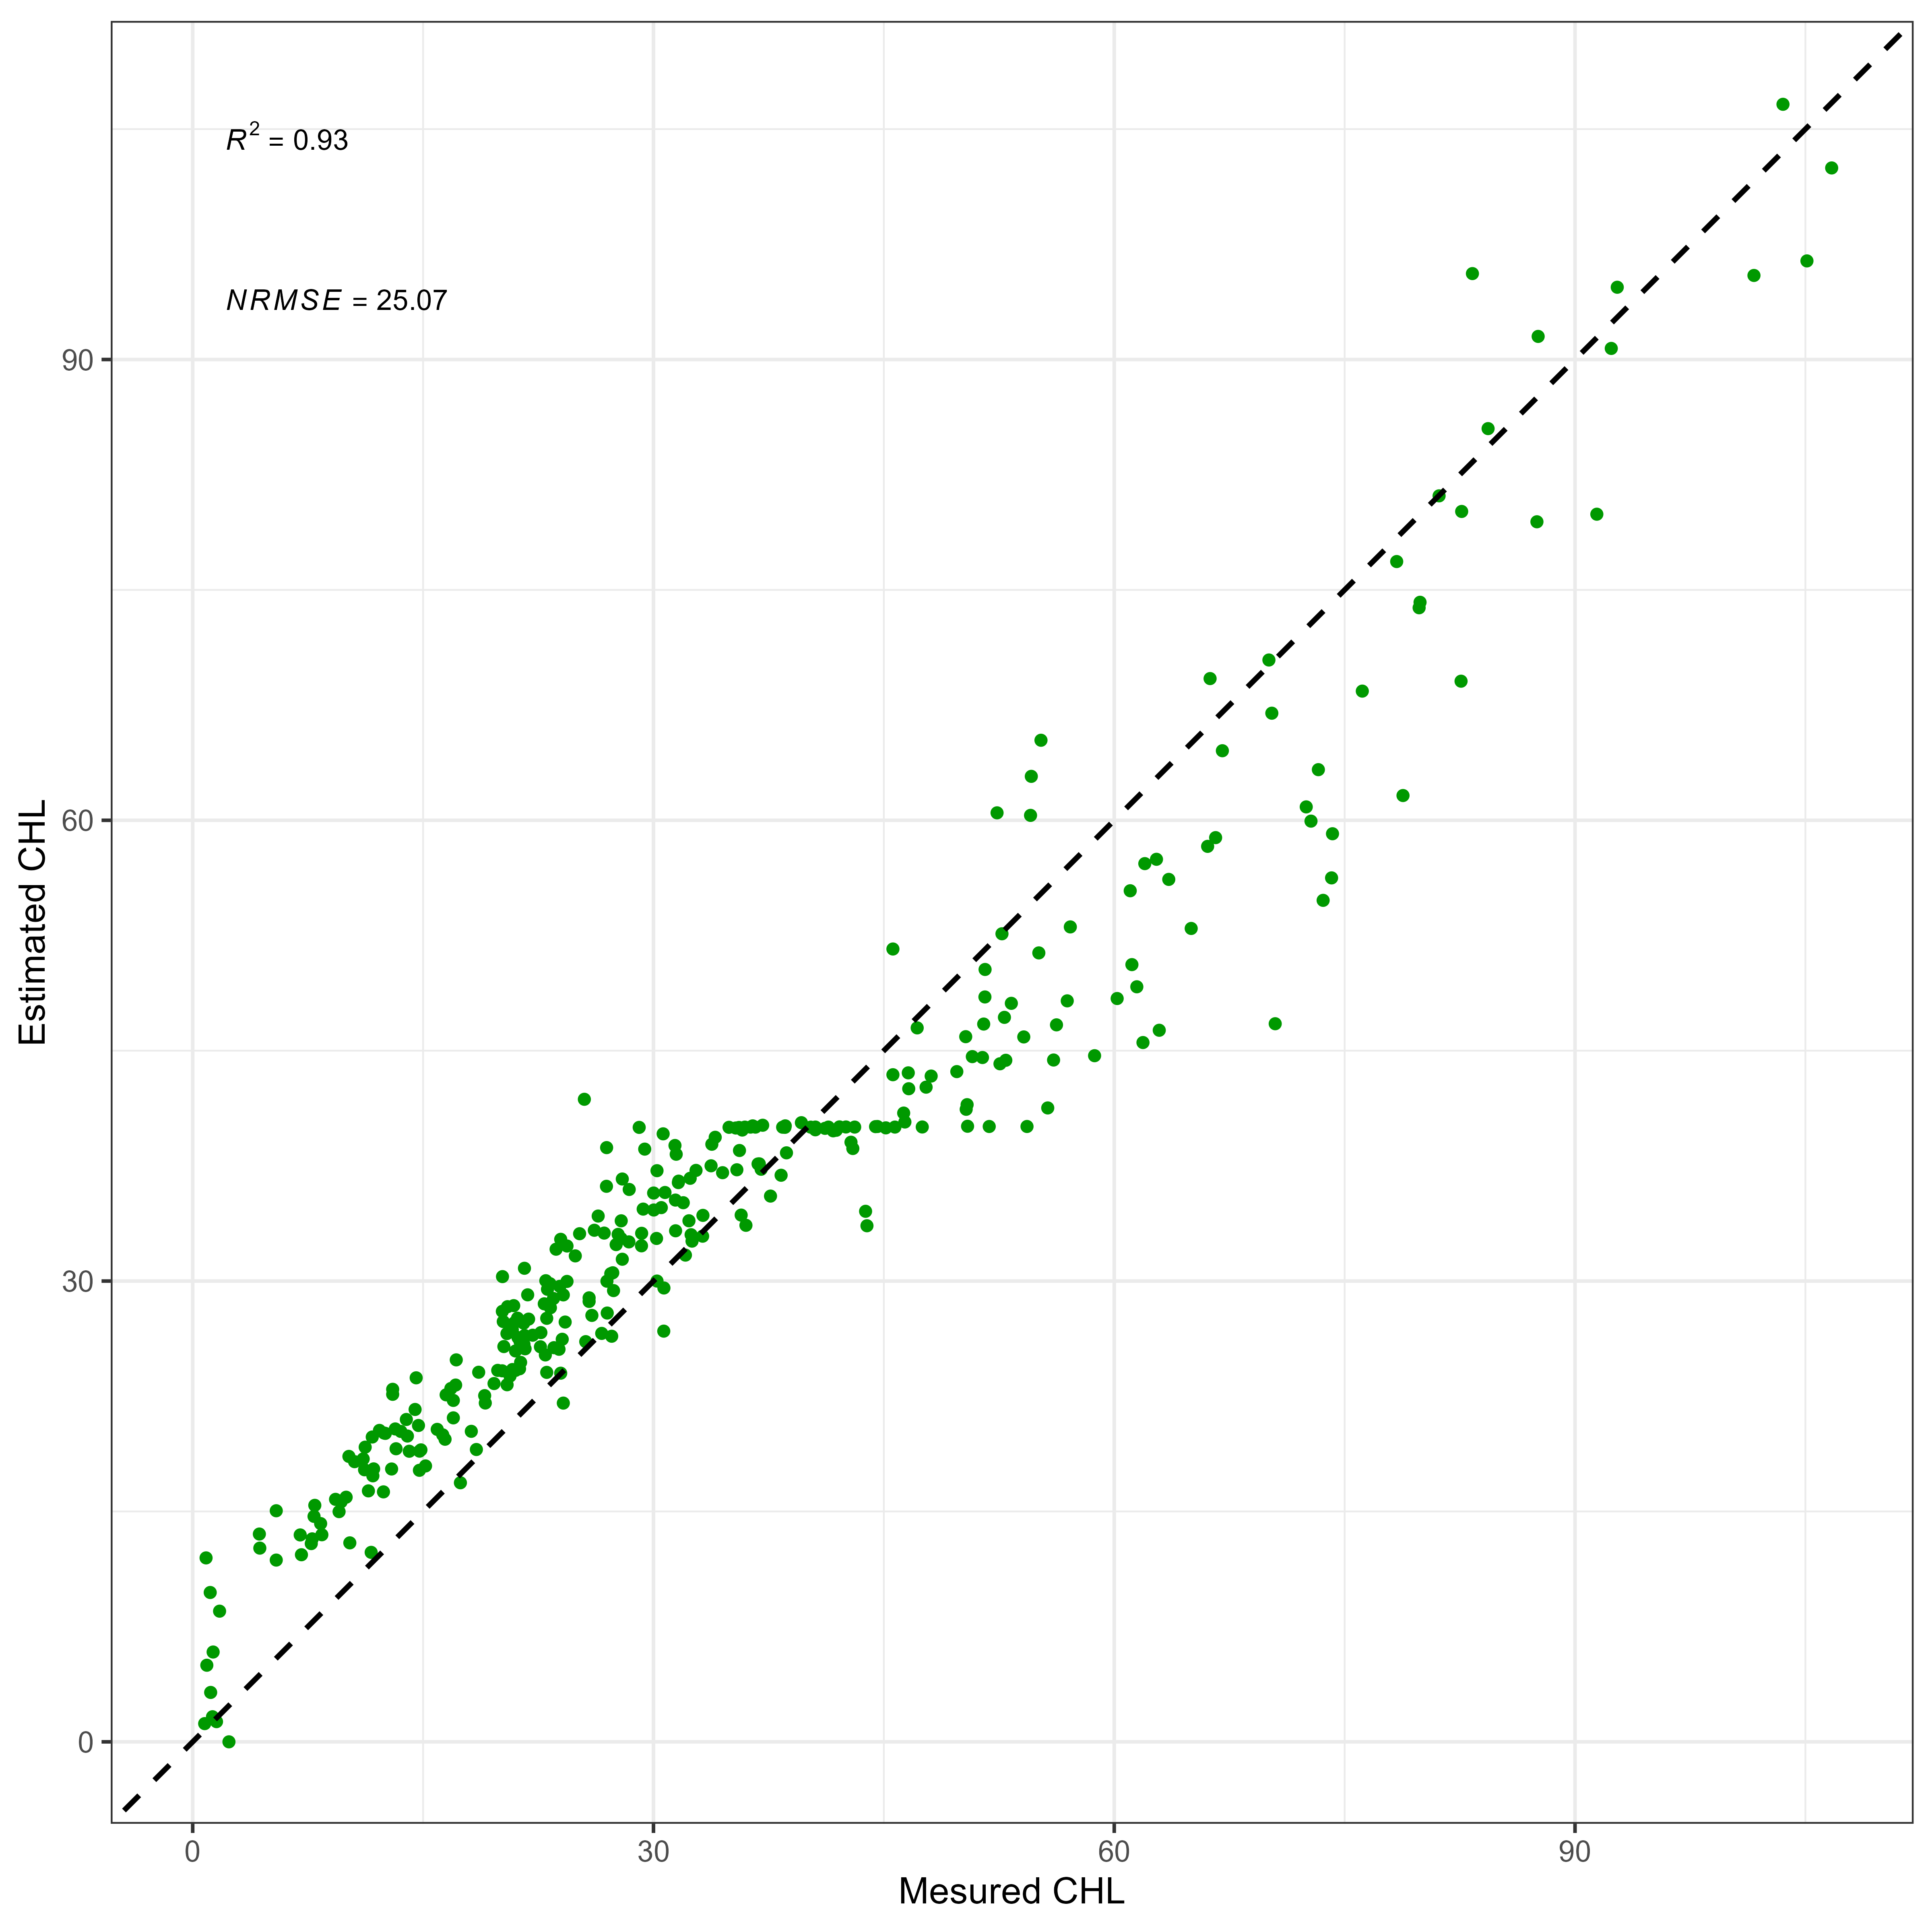 R² = 0.93
NRMSE = 25.07
90
60
30
0
Estimated CHL
0 30 60 90
Mesured CHL